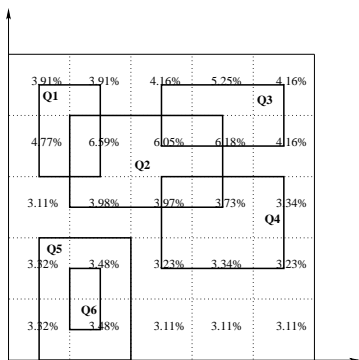 3.91% 3.91% 4.16% 5.25% 4.16%
Q1 Q3
4.77% 6.59% 6.05% 6.18% 4.16%
Q2
3.11% 3.98% 3.97% 3.73% 3.34%
Q4
Q5
3.32% 3.48% 3.23% 3.34% 3.23%
Q6
3.32% 3.48% 3.11% 3.11% 3.11%